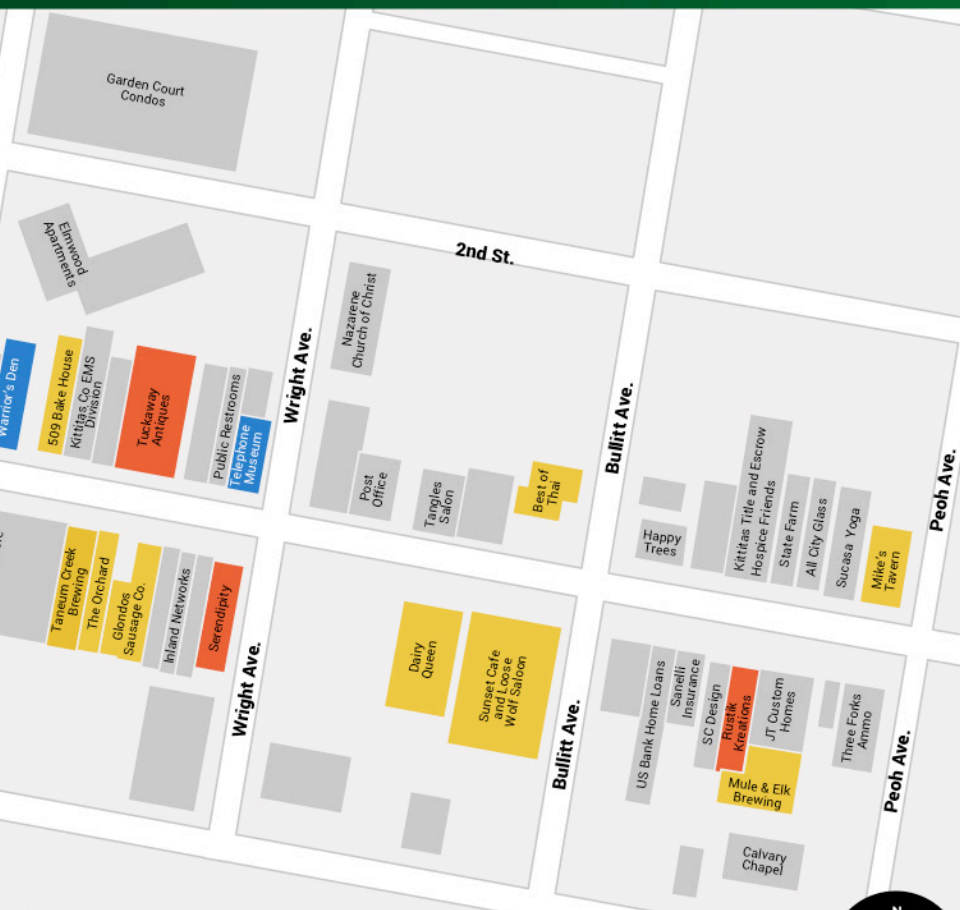 Garden Court
Condos
Elmwood
Apartments
2nd St.
Nazarene
Church of Christ
Wright Ave.
Bullitt Ave.
Peoh Ave.
Warrior's Den
509 Bake House
Kittitas Co EMS
Division
Tuckaway
Antiques
Public Restrooms
Telephone
Museum
Post
Office
Tangles
Salon
Best of
Thai
Happy
Trees
Kittitas Title and Escrow
Hospice Friends
State Farm
All City Glass
Sucasa Yoga
Mike's
Tavern
Taneum Creek
Brewing
The Orchard
Glondos
Sausage Co.
Inland Networks
Serendipity
Wright Ave.
Dairy
Queen
Sunset Cafe
and Loose
Wolf Saloon
Bullitt Ave.
US Bank Home Loans
Sanelli
Insurance
SC Design
Rustik
Kreations
JT Custom
Homes
Mule & Elk
Brewing
Three Forks
Ammo
Peoh Ave.
Calvary
Chapel